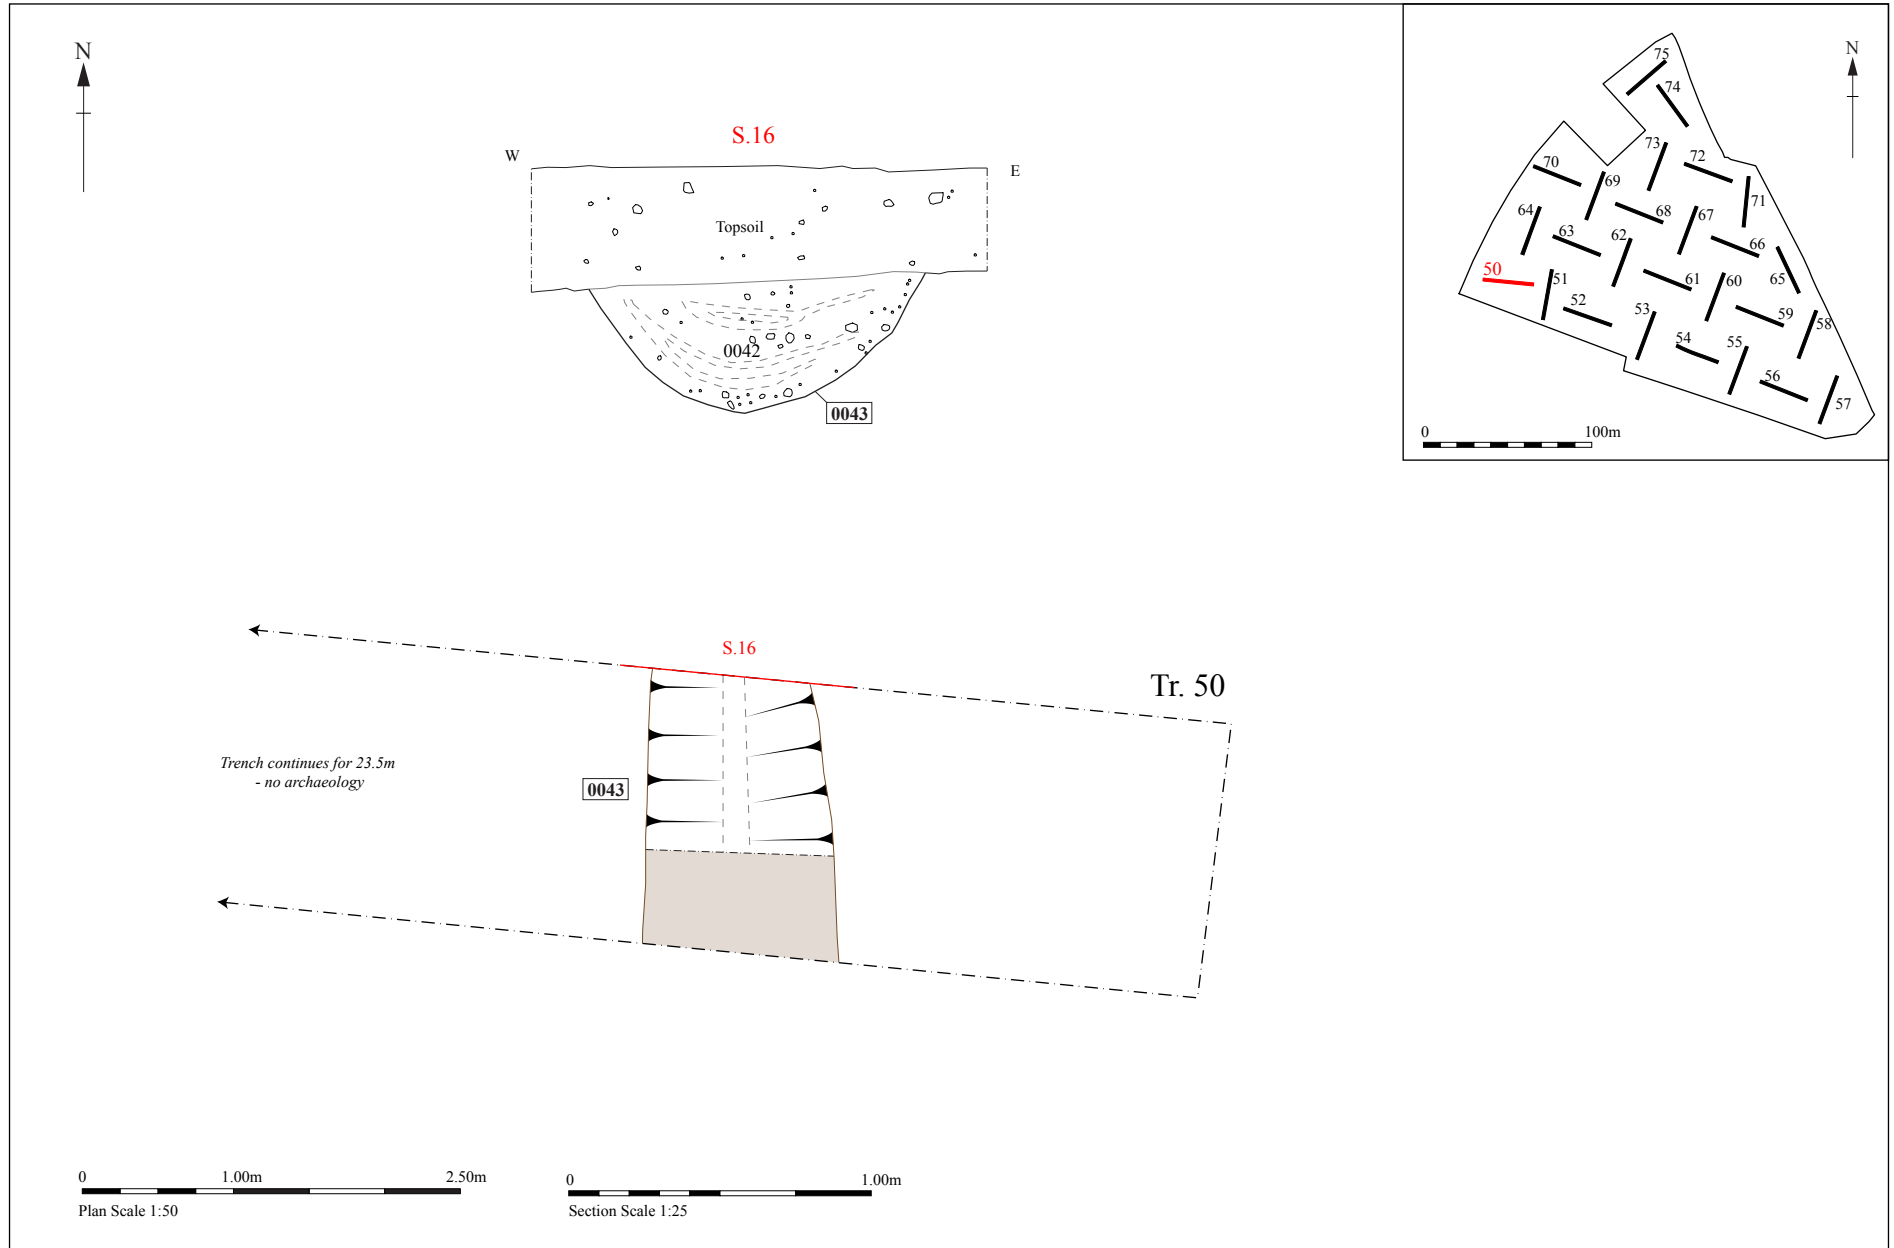 N
S.16
W
E
Topsoil
0042
0043
N
75
74
73
72
70
69
71
64
68
67
63
62
66
50
51
61
60
65
52
53
59
58
54
55
56
57
0 100m
S.16
Tr. 50
Trench continues for 23.5m
- no archaeology
0043
0 1.00m 2.50m
Plan Scale 1:50
0 1.00m
Section Scale 1:25